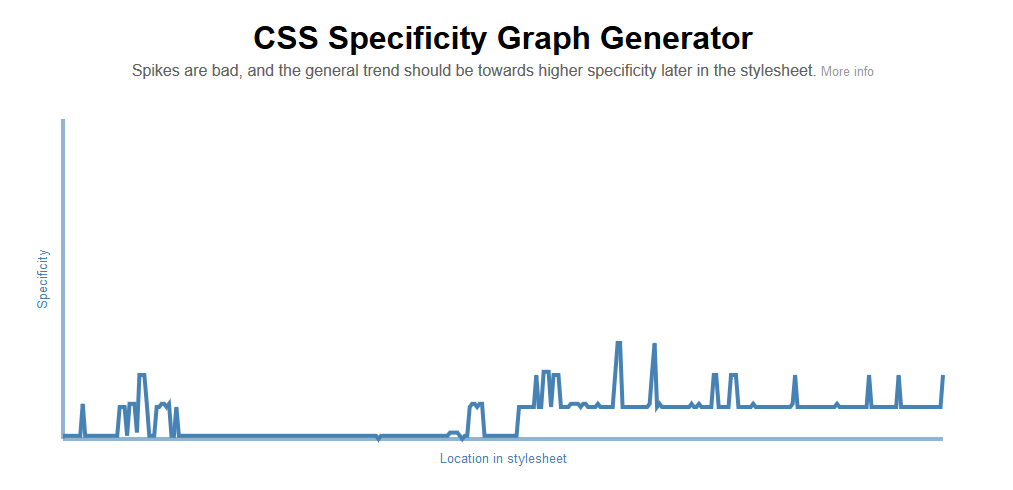 CSS Specificity Graph Generator
Spikes are bad, and the general trend should be towards higher specificity later in the stylesheet. More info
Specificity
Location in stylesheet